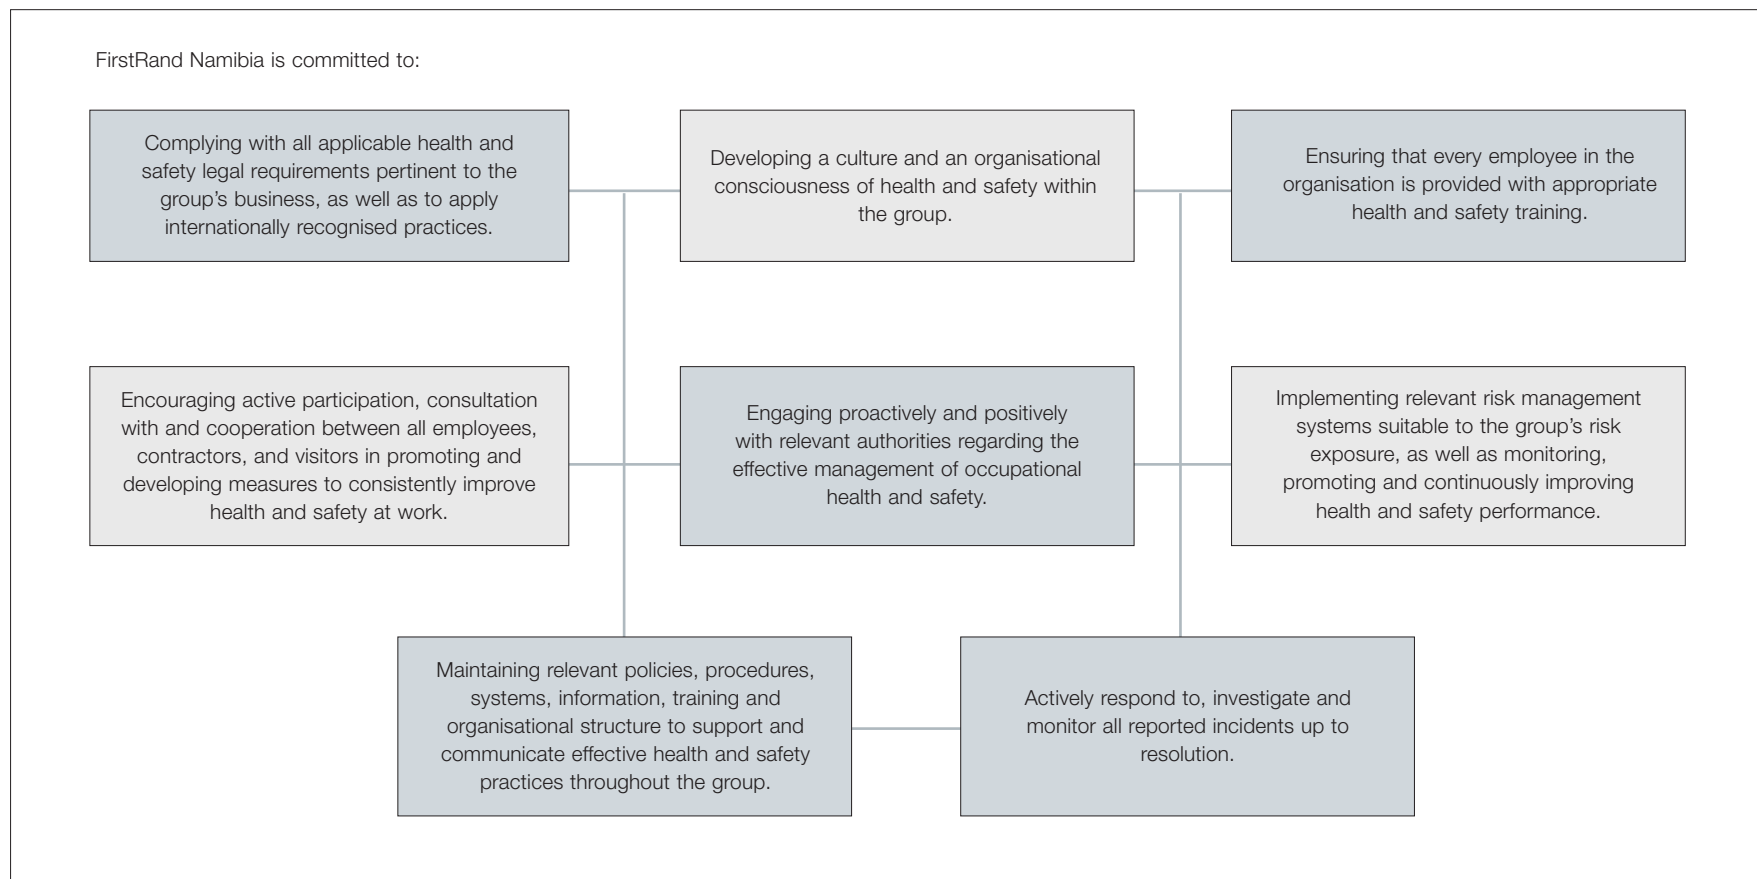 FirstRand Namibia is committed to:
Complying with all applicable health and
safety legal requirements pertinent to the
group’s business, as well as to apply
internationally recognised practices.
Developing a culture and an organisational
consciousness of health and safety within
the group.
Ensuring that every employee in the
organisation is provided with appropriate
health and safety training.
Encouraging active participation, consultation
with and cooperation between all employees,
contractors, and visitors in promoting and
developing measures to consistently improve
health and safety at work.
Engaging proactively and positively
with relevant authorities regarding the
effective management of occupational
health and safety.
Implementing relevant risk management
systems suitable to the group’s risk
exposure, as well as monitoring,
promoting and continuously improving
health and safety performance.
Maintaining relevant policies, procedures,
systems, information, training and
organisational structure to support and
communicate effective health and safety
practices throughout the group.
Actively respond to, investigate and
monitor all reported incidents up to
resolution.